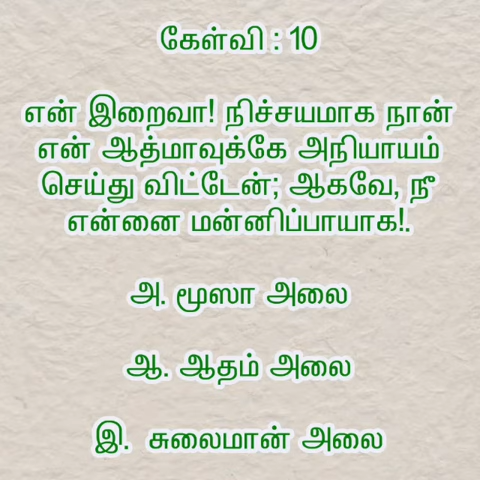 கேள்வி : 10
என் இறைவா! நிச்சயமாக நான்
என் ஆத்மாவுக்கே அநியாயம்
செய்து விட்டேன்; ஆகவே, நீ
என்னை மன்னிப்பாயாக!.
அ. மூஸா அலை
ஆ. ஆதம் அலை
இ. சுலைமான் அலை